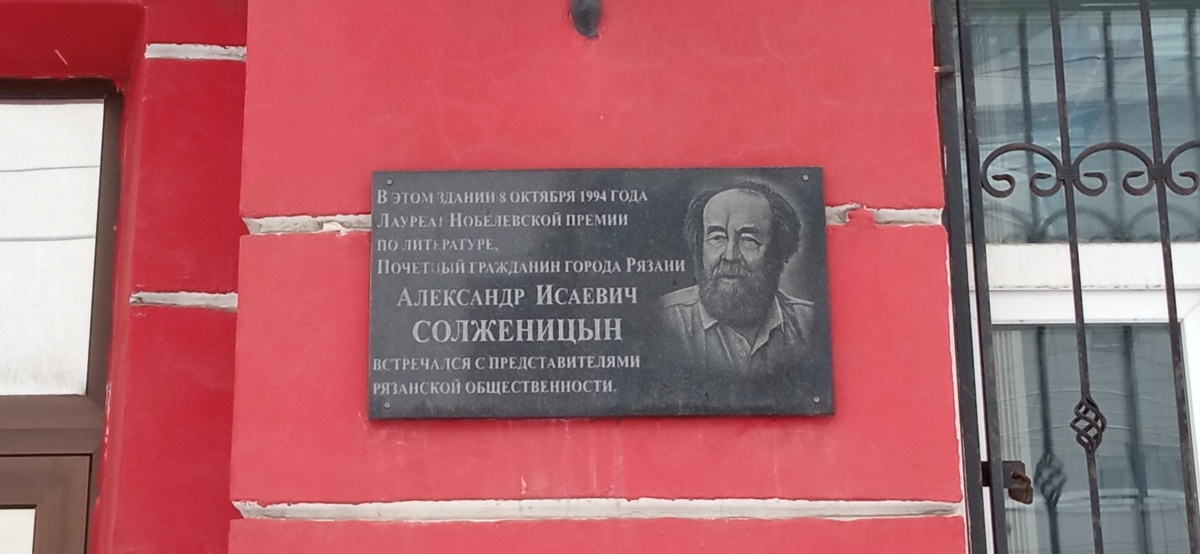 В ЭТОМ ЗДАНИИ 8 ОКТЯБРЯ 1994 ГОДА
ЛАУРЕАТ НОБЕЛЕВСКОЙ ПРЕМИИ
ПО ЛИТЕРАТУРЕ,
ПОЧЕТНЫЙ ГРАЖДАНИН ГОРОДА РЯЗАНИ
АЛЕКСАНДР ИСАЕВИЧ
СОЛЖЕНИЦЫН
ВСТРЕЧАЛСЯ С ПРЕДСТАВИТЕЛЯМИ
РЯЗАНСКОЙ ОБЩЕСТВЕННОСТИ.